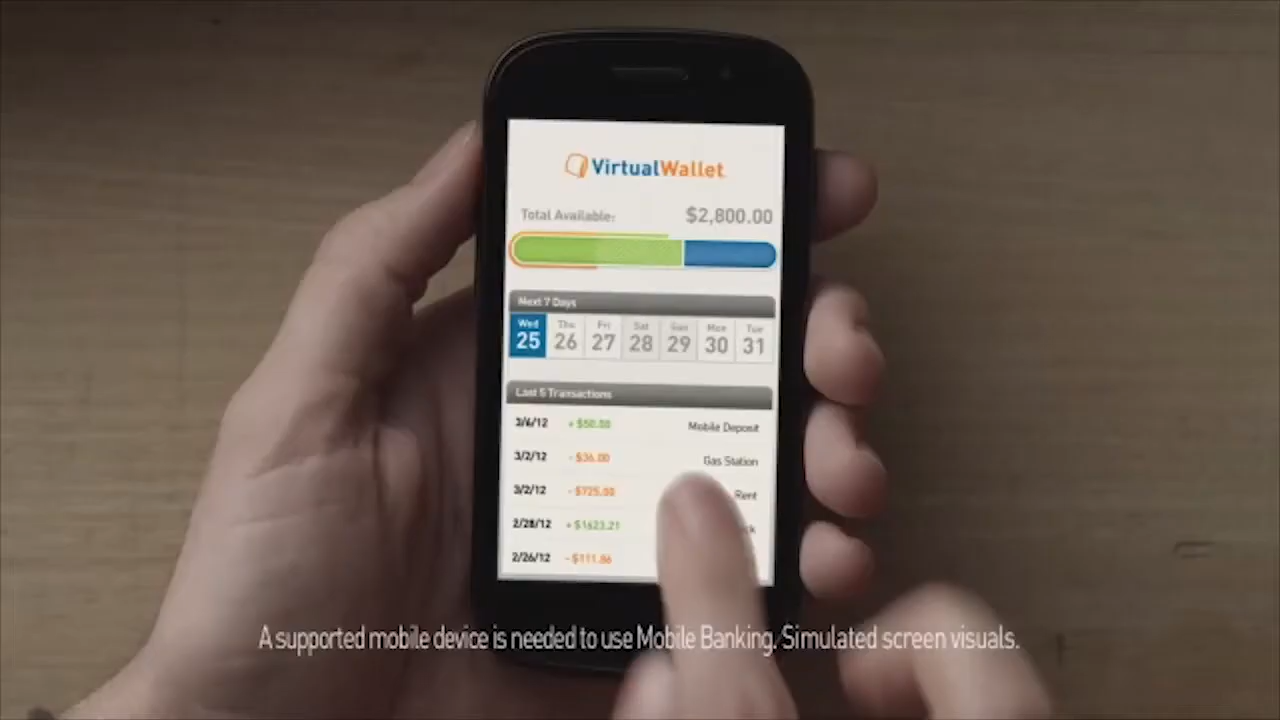 VirtualWallet
Total Available: $2,800.00
Next 7 Days
Wed Thu Fri Sat Sun Mon Tue
25 26 27 28 29 30 31
Last 5 Transactions
3/6/12 + $50.00 Mobile Deposit
3/2/12 - $36.00 Gas Station
3/2/12 - $725.00 Rent
2/28/12 + $1623.21
2/26/12 - $111.86
A supported mobile device is needed to use Mobile Banking. Simulated screen visuals.